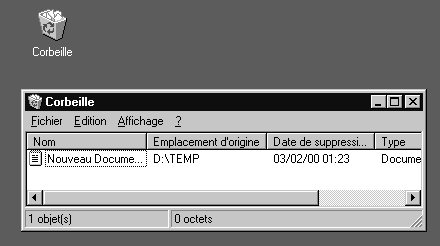 Corbeille
Corbeille
Fichier Edition Affichage ?
Nom Emplacement d'origine Date de suppressi... Type
Nouveau Docume... D:\TEMP 03/02/00 01:23 Docume
1 objet(s) 0 octets